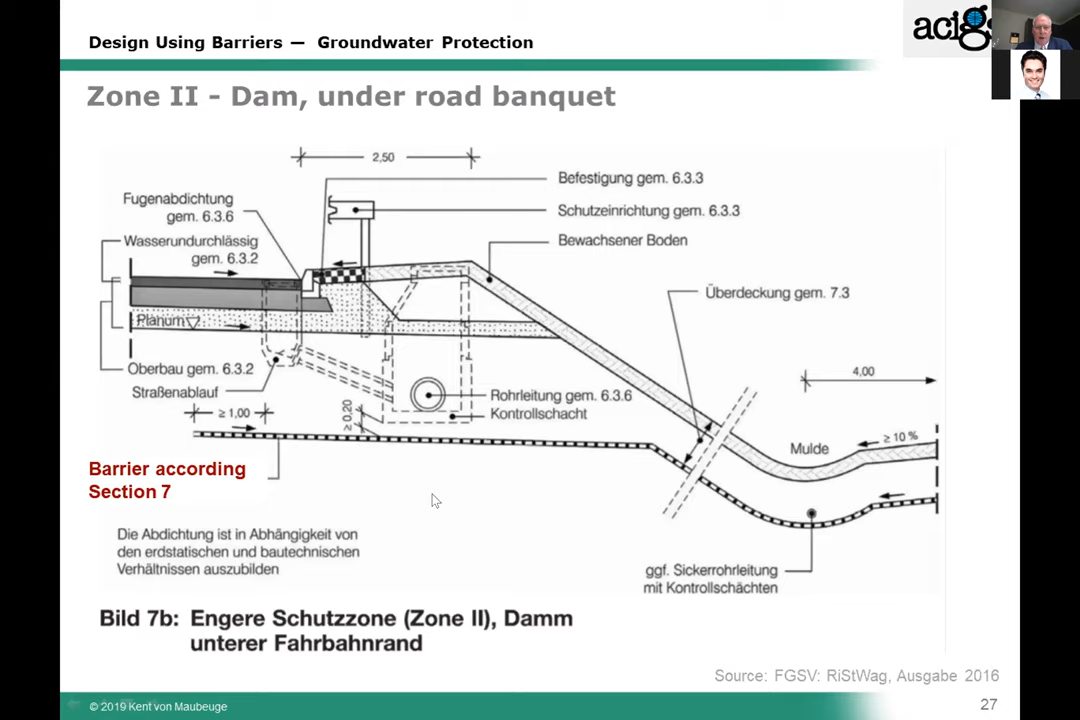 Design Using Barriers — Groundwater Protection
acigs
Zone II - Dam, under road banquet
2,50
Befestigung gem. 6.3.3
Fugenabdichtung
gem. 6.3.6
Schutzeinrichtung gem. 6.3.3
Wasserundurchlässig
gem. 6.3.2
Bewachsener Boden
Überdeckung gem. 7.3
Planum
Oberbau gem. 6.3.2
4,00
Straßenablauf
Rohrleitung gem. 6.3.6
≥ 1,00
≥ 0,20
Kontrollschacht
Mulde
≥ 10 %
Barrier according
Section 7
Die Abdichtung ist in Abhängigkeit von
den erdstatischen und bautechnischen
Verhältnissen auszubilden
ggf. Sickerrohrleitung
mit Kontrollschächten
Bild 7b: Engere Schutzzone (Zone II), Damm
unterer Fahrbahnrand
Source: FGSV: RiStWag, Ausgabe 2016
© 2019 Kent von Maubeuge
27